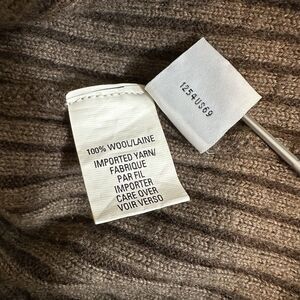 100% WOOL/LAINE
IMPORTED YARN/
FABRIQUE
PAR FIL
IMPORTER
CARE OVER
VOIR VERSO
1254US69